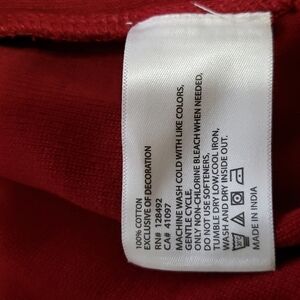 100% COTTON
EXCLUSIVE OF DECORATION
RN# 128492
CA# 41097
MACHINE WASH COLD WITH LIKE COLORS,
GENTLE CYCLE,
ONLY NON-CHLORINE BLEACH WHEN NEEDED,
DO NOT USE SOFTENERS,
TUMBLE DRY LOW,COOL IRON,
WASH AND DRY INSIDE OUT.
MADE IN INDIA